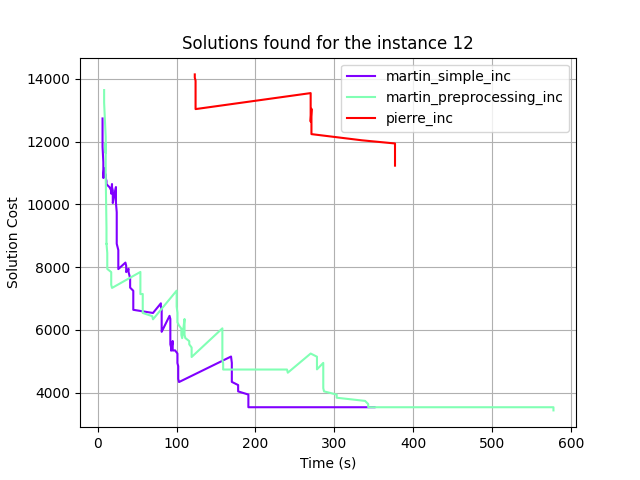 Solutions found for the instance 12
martin_simple_inc
martin_preprocessing_inc
pierre_inc
Solution Cost
14000
12000
10000
8000
6000
4000
0 100 200 300 400 500 600
Time (s)